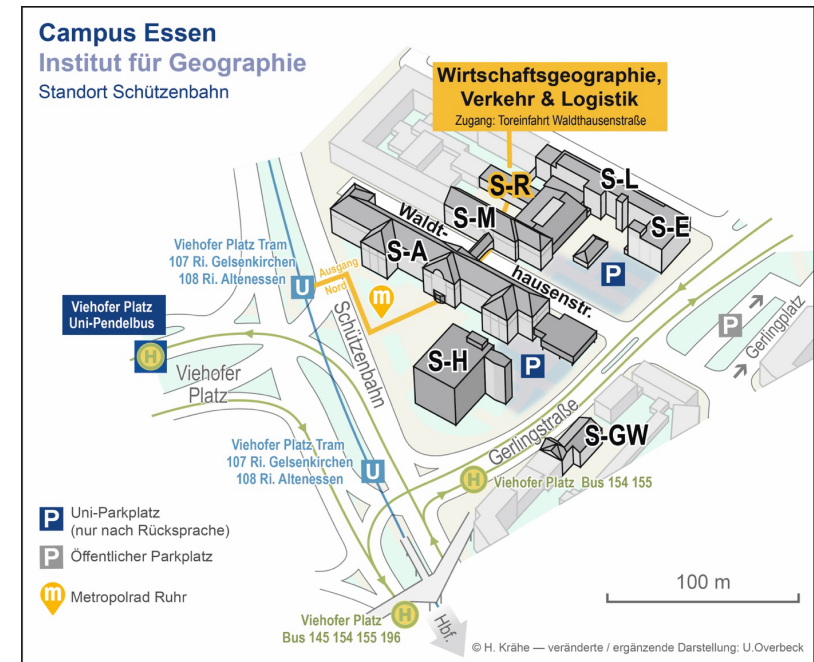 Campus Essen
Institut für Geographie
Standort Schützenbahn
Wirtschaftsgeographie,
Verkehr & Logistik
Zugang: Toreinfahrt Waldthausenstraße
S-R
S-L
S-M
S-E
Waldt-
hausenstr.
S-A
Viehofer Platz Tram
107 Ri. Gelsenkirchen
108 Ri. Altenessen
U
Ausgang
Nord
m
P
Viehofer Platz
Uni-Pendelbus
H
Viehofer
Platz
Schützenbahn
S-H
P
P
Gerlingplatz
Gerlingstraße
S-GW
Viehofer Platz Tram
107 Ri. Gelsenkirchen
108 Ri. Altenessen
U
H
Viehofer Platz Bus 154 155
P Uni-Parkplatz
(nur nach Rücksprache)
P Öffentlicher Parkplatz
m Metropolrad Ruhr
100 m
Viehofer Platz
Bus 145 154 155 196
H
Hbf.
© H. Krähe — veränderte / ergänzende Darstellung: U.Overbeck